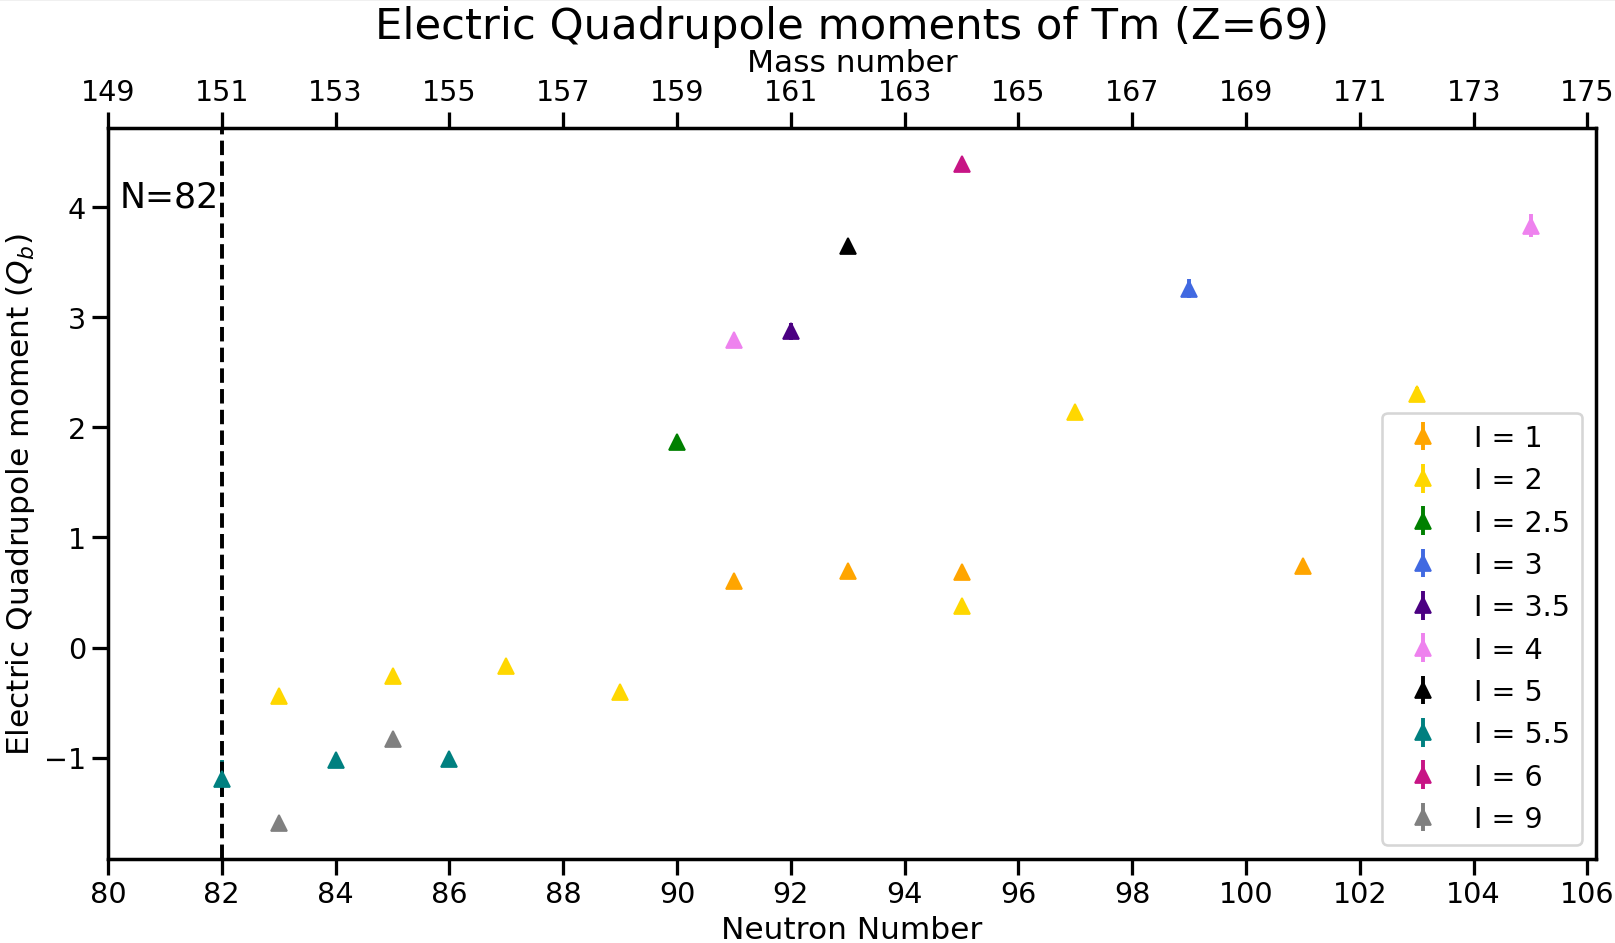 Electric Quadrupole moments of Tm (Z=69)
Mass number
149 151 153 155 157 159 161 163 165 167 169 171 173 175
N=82
Electric Quadrupole moment (Q_b)
4
3
2
1
0
−1
I = 1
I = 2
I = 2.5
I = 3
I = 3.5
I = 4
I = 5
I = 5.5
I = 6
I = 9
80 82 84 86 88 90 92 94 96 98 100 102 104 106
Neutron Number